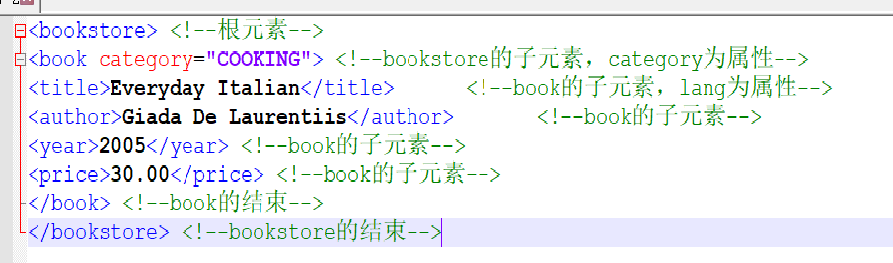 <bookstore> <!--根元素-->
<book category="COOKING"> <!--bookstore的子元素，category为属性-->
<title>Everyday Italian</title> <!--book的子元素，lang为属性-->
<author>Giada De Laurentiis</author> <!--book的子元素-->
<year>2005</year> <!--book的子元素-->
<price>30.00</price> <!--book的子元素-->
</book> <!--book的结束-->
</bookstore> <!--bookstore的结束-->